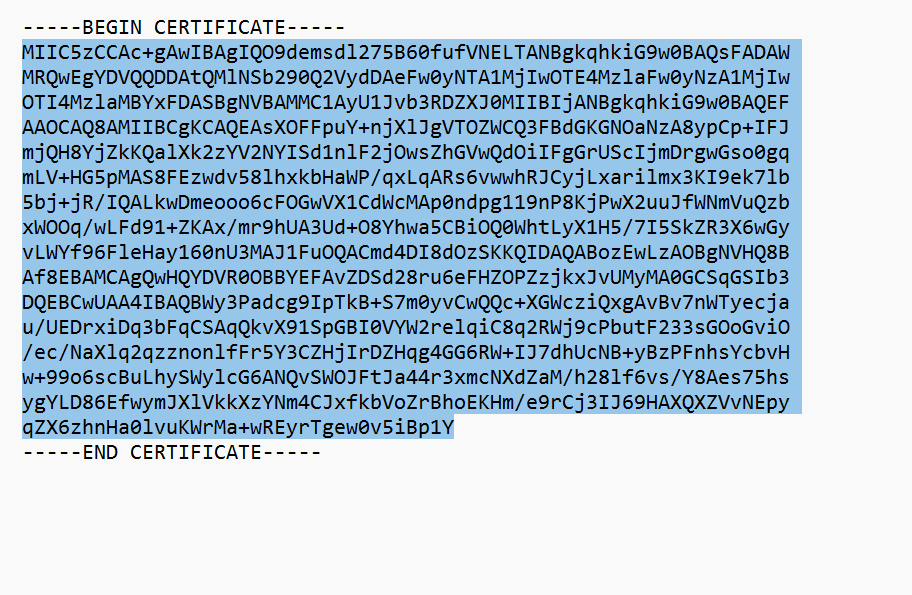 -----BEGIN CERTIFICATE-----
MIIC5zCCAc+gAwIBAgIQO9demsdl275B60fufVNELTANBgkqhkiG9w0BAQsFADAW
MRQwEgYDVQQDDAtQMlNSb290Q2VydDAeFw0yNTA1MjIwOTE4MzlaFw0yNzA1MjIw
OTI4MzlaMBYxFDASBgNVBAMMC1AyU1Jvb3RDZXJ0MIIBIjANBgkqhkiG9w0BAQEF
AAOCAQ8AMIIBCgKCAQEAsXOFFpuY+njXlJgVTOZWCQ3FBdGKGNOaNzA8ypCp+IFJ
mjQH8YjZkKQalXk2zYV2NYISd1nlF2jOwsZhGVwQdOiIFgGrUScIjmDrgwGso0gq
mLV+HG5pMAS8FEzwdv58lhxkbHaWP/qxLqARs6vwwhRJCyjLxarilmx3KI9ek7lb
5bj+jR/IQALkwDmeooo6cFOGwVX1CdWcMAp0ndpg119nP8KjPwX2uuJfWNmVuQzb
xWOOq/wLFd91+ZKAx/mr9hUA3Ud+O8Yhwa5CBiOQ0WhtLyX1H5/7I5SkZR3X6wGy
vLWYf96FleHay160nU3MAJ1FuOQACmd4DI8dOzSKKQIDAQABozEwLzAOBgNVHQ8B
Af8EBAMCAgQwHQYDVR0OBBYEFAvZDSd28ru6eFHZOPZzjkxJvUMyMA0GCSqGSIb3
DQEBCwUAA4IBAQBWy3Padcg9IpTkB+S7m0yvCwQQc+XGWcziQxgAvBv7nWTyecja
u/UEDrxiDq3bFqCSAqQkvX91SpGBI0VYW2relqiC8q2RWj9cPbutF233sGOoGviO
/ec/NaXlq2qzznonlfFr5Y3CZHjIrDZHqg4GG6RW+IJ7dhUcNB+yBzPFnhsYcbvH
w+99o6scBuLhySWylcG6ANQvSWOJFtJa44r3xmcNXdZaM/h28lf6vs/Y8Aes75hs
ygYLD86EfwymJXlVkkXzYNm4CJxfkbVoZrBhoEKHm/e9rCj3IJ69HAXQXZVvNEpy
qZX6zhnHa0lvuKWrMa+wREyrTgew0v5iBp1Y
-----END CERTIFICATE-----